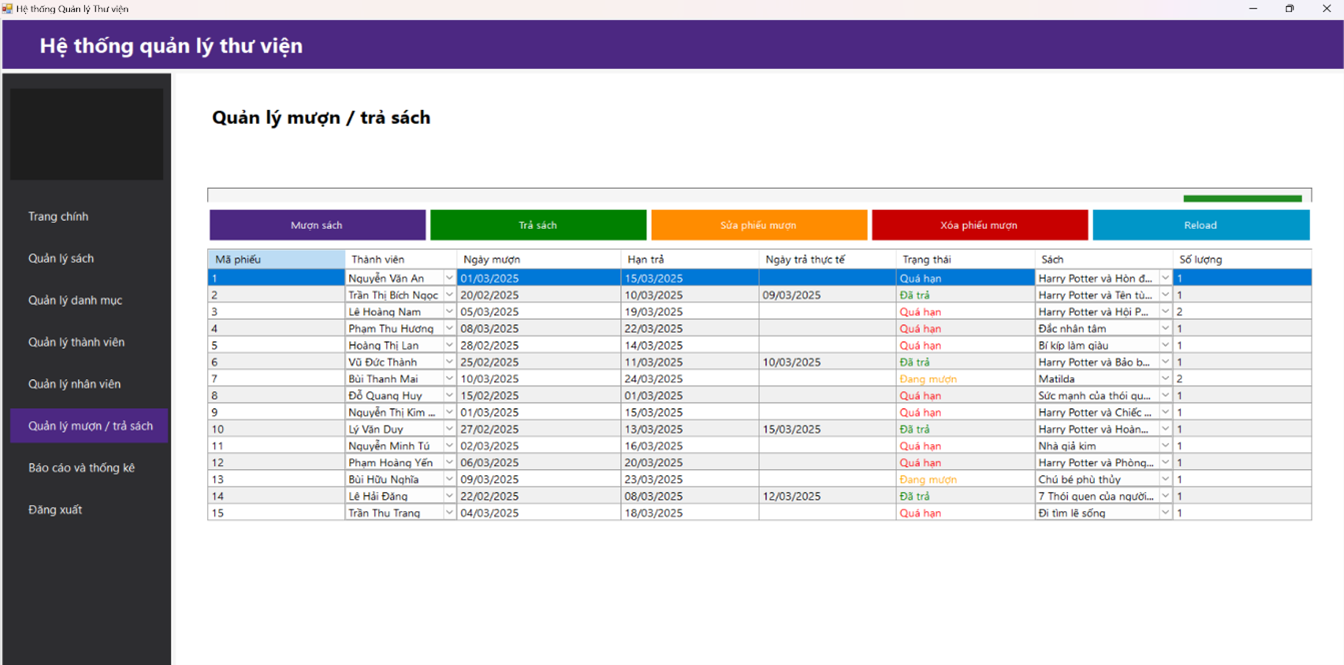 Hệ thống Quản lý Thư viện
Hệ thống quản lý thư viện
Trang chính
Quản lý sách
Quản lý danh mục
Quản lý thành viên
Quản lý nhân viên
Quản lý mượn / trả sách
Báo cáo và thống kê
Đăng xuất
Quản lý mượn / trả sách
Mượn sách Trả sách Sửa phiếu mượn Xóa phiếu mượn Reload
Mã phiếu Thành viên Ngày mượn Hạn trả Ngày trả thực tế Trạng thái Sách Số lượng
1 Nguyễn Văn An 01/03/2025 15/03/2025 Quá hạn Harry Potter và Hòn đ... 1
2 Trần Thị Bích Ngọc 20/02/2025 10/03/2025 09/03/2025 Đã trả Harry Potter và Tên tù... 1
3 Lê Hoàng Nam 05/03/2025 19/03/2025 Quá hạn Harry Potter và Hội P... 2
4 Phạm Thu Hương 08/03/2025 22/03/2025 Quá hạn Đắc nhân tâm 1
5 Hoàng Thị Lan 28/02/2025 14/03/2025 Quá hạn Bí kíp làm giàu 1
6 Vũ Đức Thành 25/02/2025 11/03/2025 10/03/2025 Đã trả Harry Potter và Bảo b... 1
7 Bùi Thanh Mai 10/03/2025 24/03/2025 Đang mượn Matilda 2
8 Đỗ Quang Huy 15/02/2025 01/03/2025 Quá hạn Sức mạnh của thói qu... 1
9 Nguyễn Thị Kim ... 01/03/2025 15/03/2025 Quá hạn Harry Potter và Chiếc ... 1
10 Lý Văn Duy 27/02/2025 13/03/2025 15/03/2025 Đã trả Harry Potter và Hoàn... 1
11 Nguyễn Minh Tú 02/03/2025 16/03/2025 Quá hạn Nhà giả kim 1
12 Phạm Hoàng Yến 06/03/2025 20/03/2025 Quá hạn Harry Potter và Phòng... 1
13 Bùi Hữu Nghĩa 09/03/2025 23/03/2025 Đang mượn Chú bé phù thủy 1
14 Lê Hải Đăng 22/02/2025 08/03/2025 12/03/2025 Đã trả 7 Thói quen của người... 1
15 Trần Thu Trang 04/03/2025 18/03/2025 Quá hạn Đi tìm lẽ sống 1